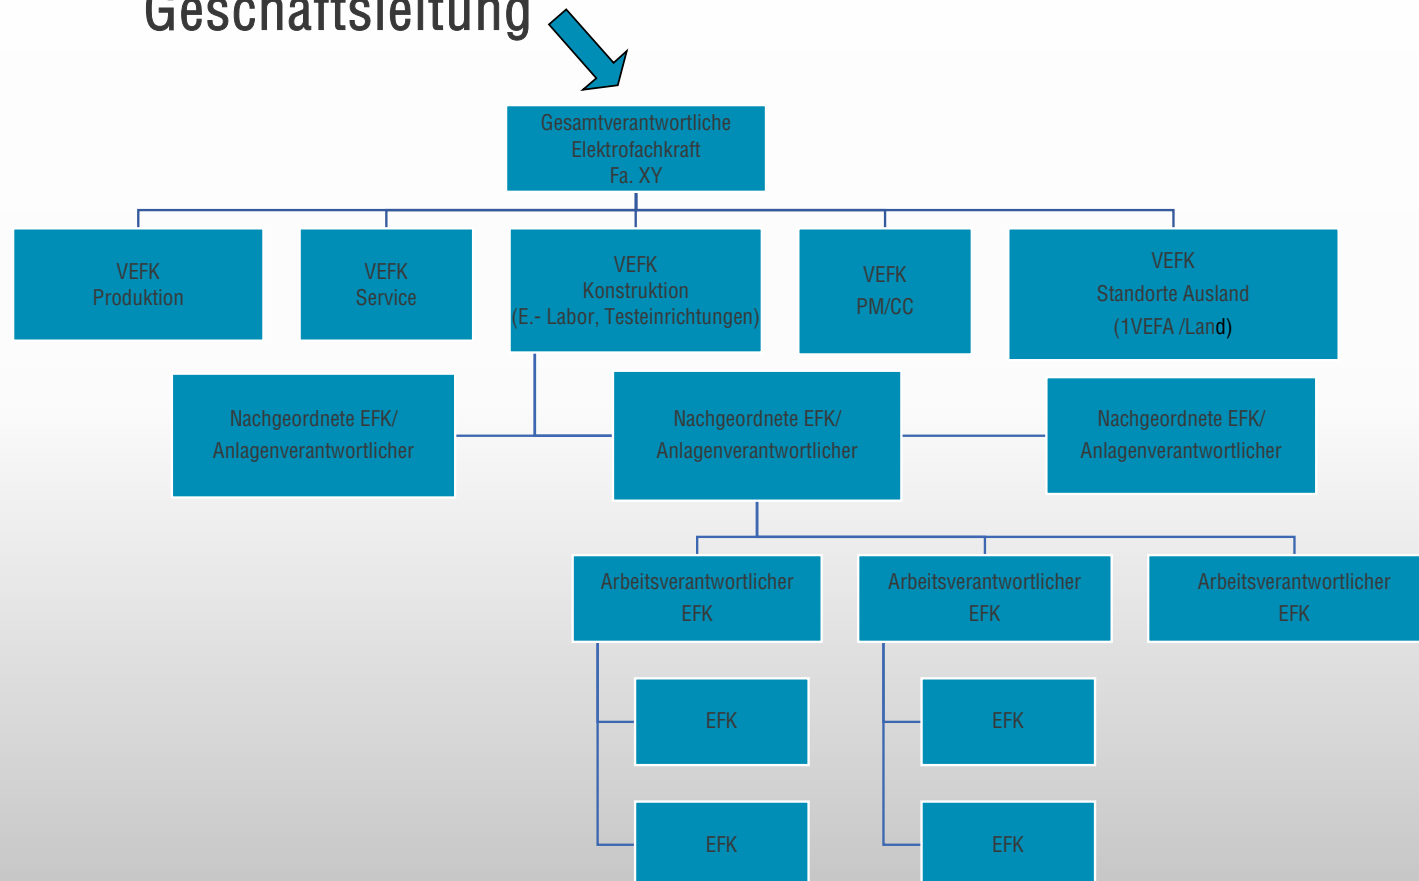 Geschäftsleitung
Gesamtverantwortliche
Elektrofachkraft
Fa. XY
VEFK
Produktion
VEFK
Service
VEFK
Konstruktion
(E.- Labor, Testeinrichtungen)
VEFK
PM/CC
VEFK
Standorte Ausland
(1VEFA /Land)
Nachgeordnete EFK/
Anlagenverantwortlicher
Nachgeordnete EFK/
Anlagenverantwortlicher
Nachgeordnete EFK/
Anlagenverantwortlicher
Arbeitsverantwortlicher
EFK
Arbeitsverantwortlicher
EFK
Arbeitsverantwortlicher
EFK
EFK
EFK
EFK
EFK